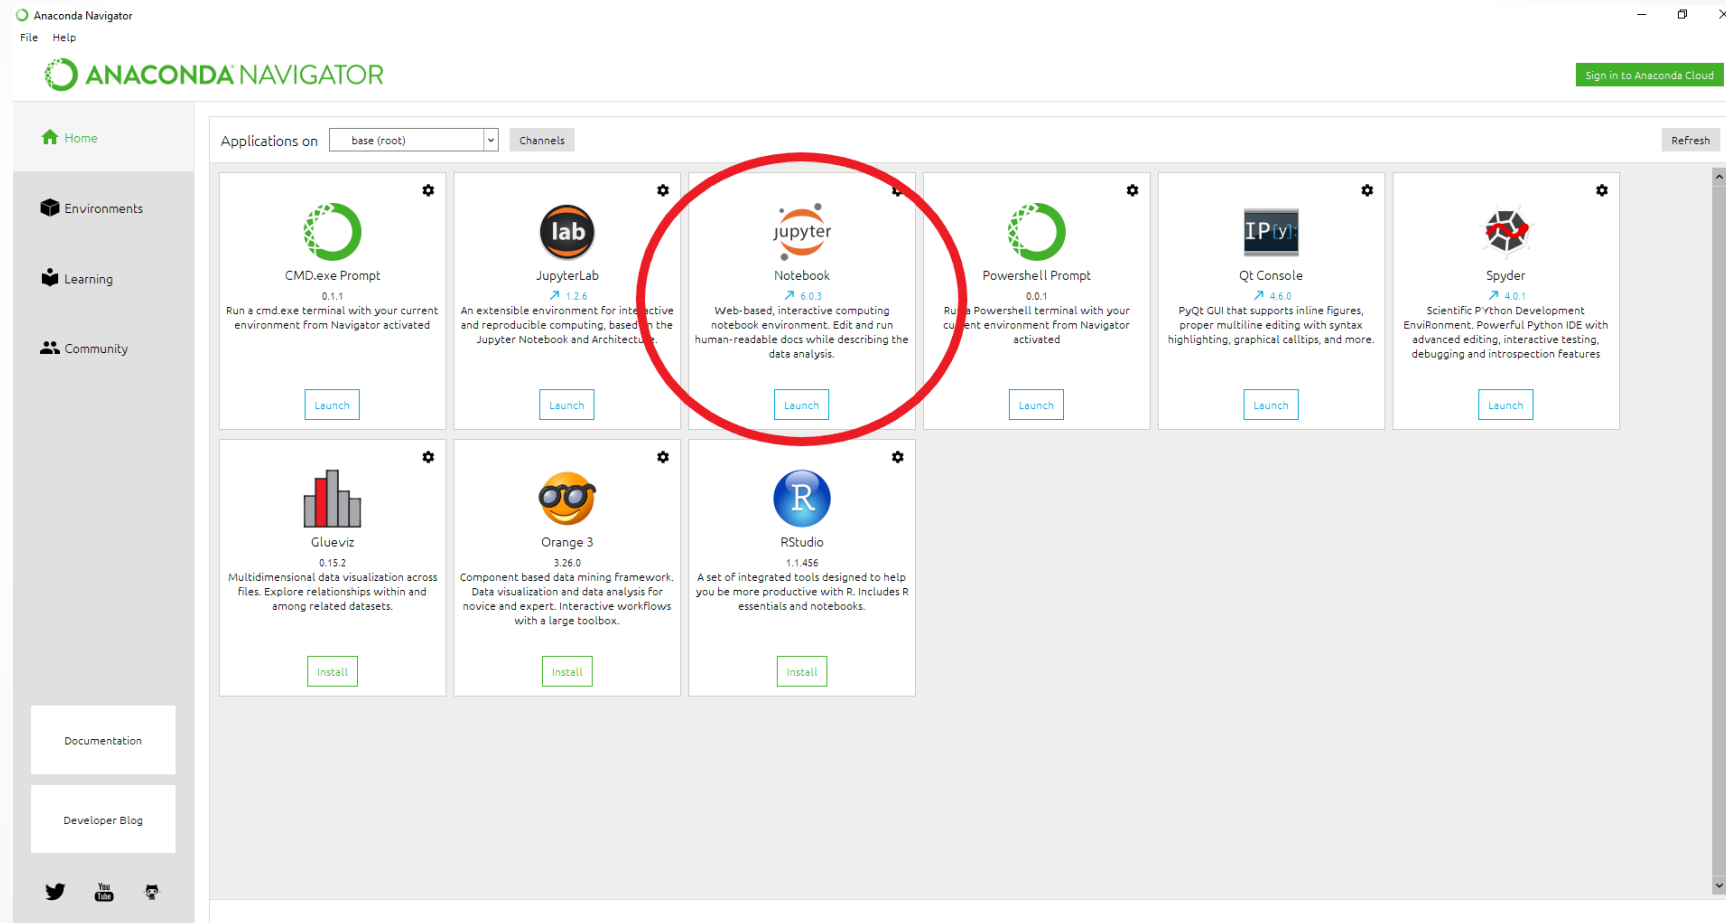 Anaconda Navigator
File Help
ANACONDA NAVIGATOR
Sign in to Anaconda Cloud
Home
Environments
Learning
Community
Documentation
Developer Blog
You
Tube
Applications on base (root) Channels
Refresh
CMD.exe Prompt
0.1.1
Run a cmd.exe terminal with your current
environment from Navigator activated
Launch
lab
JupyterLab
1.2.6
An extensible environment for interactive
and reproducible computing, based on the
Jupyter Notebook and Architecture.
Launch
jupyter
Notebook
6.0.3
Web-based, interactive computing
notebook environment. Edit and run
human-readable docs while describing the
data analysis.
Launch
Powershell Prompt
0.0.1
Run a Powershell terminal with your
current environment from Navigator
activated
Launch
IP[y]:
Qt Console
4.6.0
PyQt GUI that supports inline figures,
proper multiline editing with syntax
highlighting, graphical calltips, and more.
Launch
Spyder
4.0.1
Scientific PYthon Development
EnviRonment. Powerful Python IDE with
advanced editing, interactive testing,
debugging and introspection features
Launch
Glueviz
0.15.2
Multidimensional data visualization across
files. Explore relationships within and
among related datasets.
Install
Orange 3
3.26.0
Component based data mining framework.
Data visualization and data analysis for
novice and expert. Interactive workflows
with a large toolbox.
Install
R
RStudio
1.1.456
A set of integrated tools designed to help
you be more productive with R. Includes R
essentials and notebooks.
Install